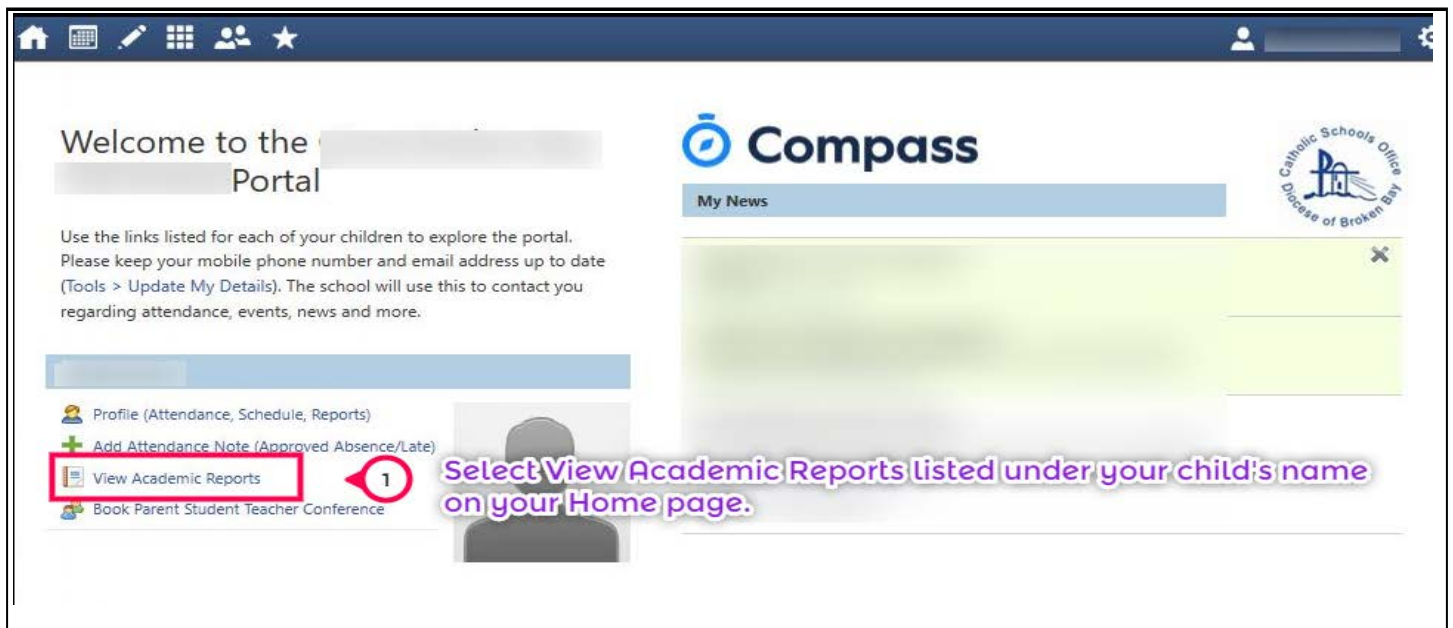 Welcome to the
Portal
Use the links listed for each of your children to explore the portal.
Please keep your mobile phone number and email address up to date
(Tools > Update My Details). The school will use this to contact you
regarding attendance, events, news and more.
Profile (Attendance, Schedule, Reports)
Add Attendance Note (Approved Absence/Late)
View Academic Reports
Book Parent Student Teacher Conference
1
Select View Academic Reports listed under your child's name
on your Home page.
Compass
My News
Catholic Schools Office
Diocese of Broken Bay